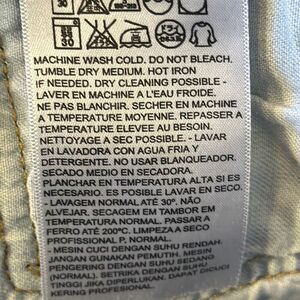 30 30
MACHINE WASH COLD. DO NOT BLEACH.
TUMBLE DRY MEDIUM. HOT IRON
IF NEEDED. DRY CLEANING POSSIBLE -
LAVER EN MACHINE A L'EAU FROIDE.
NE PAS BLANCHIR. SECHER EN MACHINE
A TEMPERATURE MOYENNE. REPASSER A
TEMPERATURE ELEVEE AU BESOIN.
NETTOYAGE A SEC POSSIBLE. - LAVAR
EN LAVADORA CON AGUA FRIA Y
DETERGENTE. NO USAR BLANQUEADOR.
SECADO MEDIO EN SECADORA.
PLANCHAR EN TEMPERATURA ALTA SI ES
NECESARIO. ES POSIBLE LAVAR EN SECO.
- LAVAGEM NORMAL ATÉ 30°. NÃO
ALVEJAR. SECAGEM EM TAMBOR EM
TEMPERATURA NORMAL. PASSAR A
FERRO ATÉ 200°C. LIMPEZA A SECO
PROFISSIONAL P, NORMAL.
- MESIN CUCI DENGAN SUHU RENDAH.
JANGAN GUNAKAN PEMUTIH. MESIN
PENGERING DENGAN SUHU SEDANG
(NORMAL). SETRIKA DENGAN SUHU
TINGGI JIKA DIPERLUKAN. DAPAT DICUCI
KERING